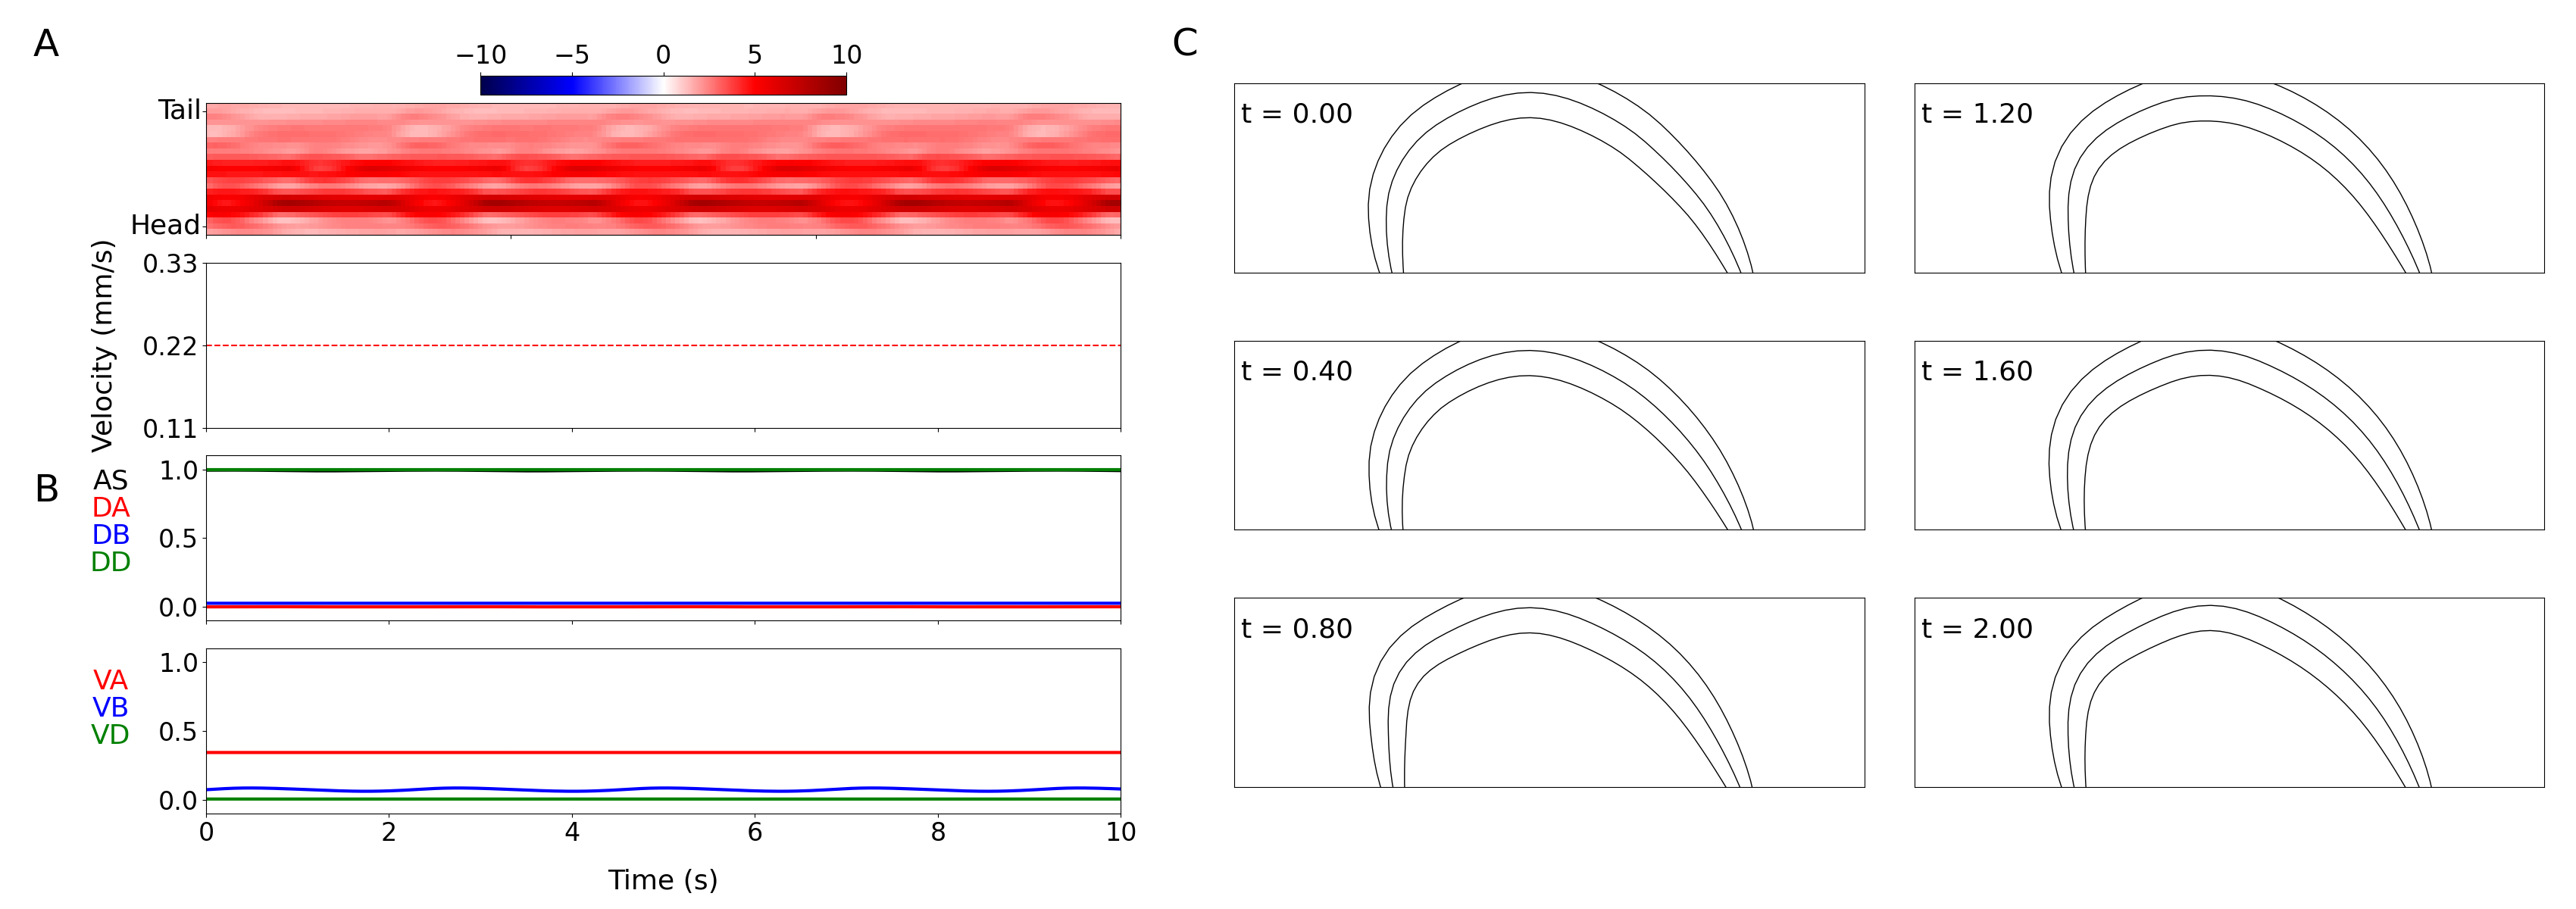 A
−10 −5 0 5 10
Tail
Head
Velocity (mm/s)
0.33
0.22
0.11
B
AS
DA
DB
DD
1.0
0.5
0.0
VA
VB
VD
1.0
0.5
0.0
0 2 4 6 8 10
Time (s)
C
t = 0.00
t = 1.20
t = 0.40
t = 1.60
t = 0.80
t = 2.00